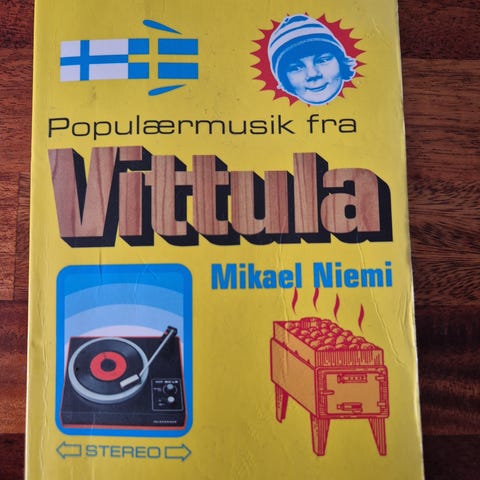 Populærmusik fra
Vittula
Mikael Niemi
STEREO